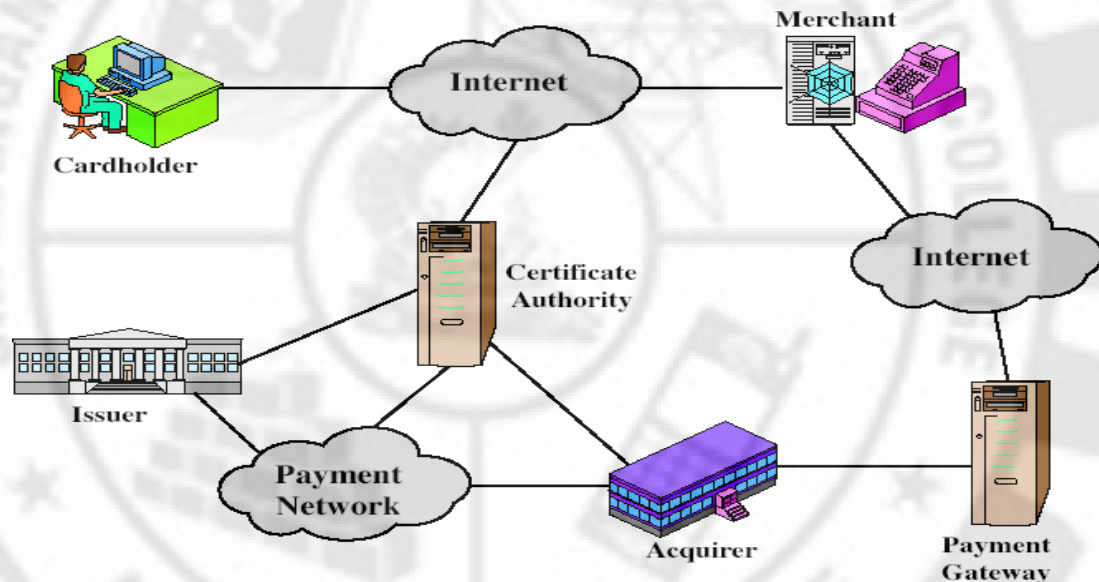 Merchant
Internet
Cardholder
Internet
Certificate
Authority
Issuer
Payment
Network
Acquirer
Payment
Gateway